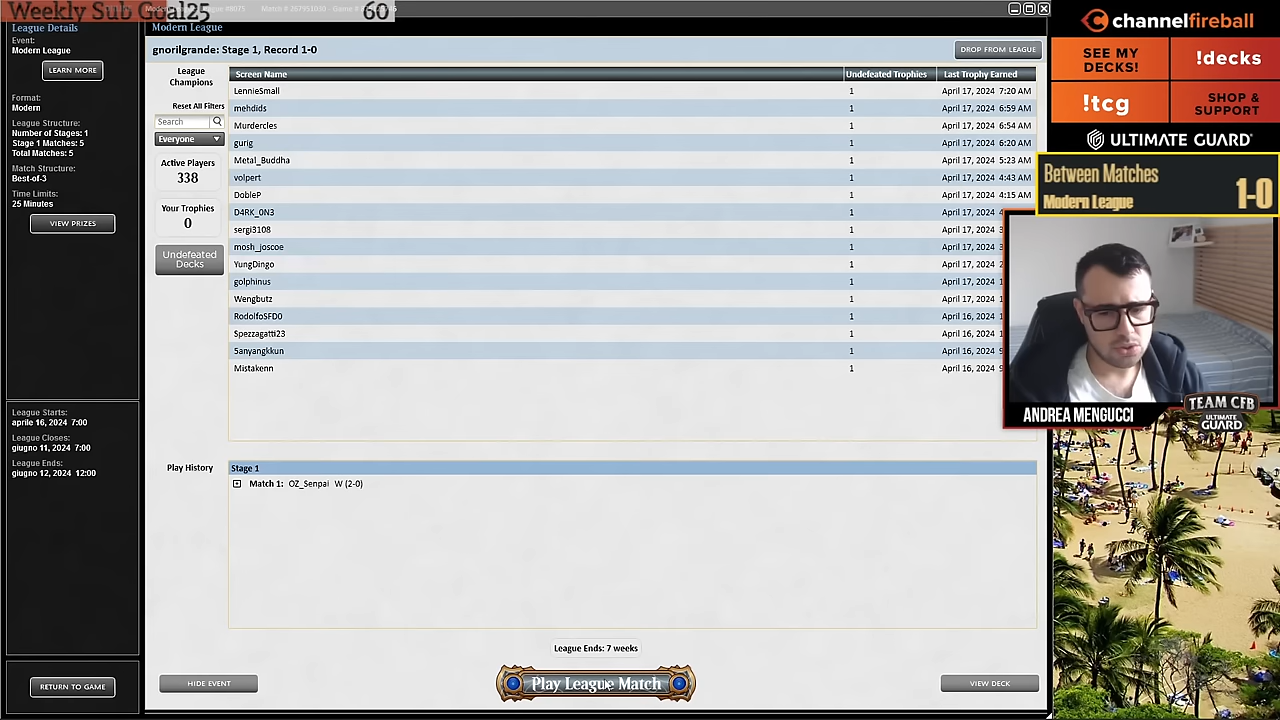 Weekly Sub Goal25 60
League Details
Event:
Modern League
LEARN MORE
Format:
Modern
League Structure:
Number of Stages: 1
Stage 1 Matches: 5
Total Matches: 5
Match Structure:
Best-of-3
Time Limits:
25 Minutes
VIEW PRIZES
League Starts:
aprile 16, 2024 7:00
League Closes:
giugno 11, 2024 7:00
League Ends:
giugno 12, 2024 12:00
RETURN TO GAME
Modern League
gnorilgrande: Stage 1, Record 1-0
DROP FROM LEAGUE
League
Champions
Reset All Filters
Search
Everyone
Active Players
338
Your Trophies
0
Undefeated
Decks
Screen Name Undefeated Trophies Last Trophy Earned
LennieSmall 1 April 17, 2024 7:20 AM
mehdids 1 April 17, 2024 6:59 AM
Murdercles 1 April 17, 2024 6:54 AM
gurig 1 April 17, 2024 6:20 AM
Metal_Buddha 1 April 17, 2024 5:23 AM
volpert 1 April 17, 2024 4:43 AM
DobleP 1 April 17, 2024 4:15 AM
D4RK_0N3 1 April 17, 2024
sergi3108 1 April 17, 2024
mosh_joscoe 1 April 17, 2024
YungDingo 1 April 17, 2024
golphinus 1 April 17, 2024
Wengbutz 1 April 17, 2024
RodolfoSFD0 1 April 16, 2024
Spezzagatti23 1 April 16, 2024
5anyangkkun 1 April 16, 2024
Mistakenn 1 April 16, 2024
Play History
Stage 1
Match 1: OZ_Senpai W (2-0)
League Ends: 7 weeks
HIDE EVENT
Play League Match
VIEW DECK
channelfireball
SEE MY
DECKS!
!decks
!tcg
SHOP &
SUPPORT
ULTIMATE GUARD
Between Matches
Modern League
1-0
ANDREA MENGUCCI
TEAM CFB
ULTIMATE
GUARD